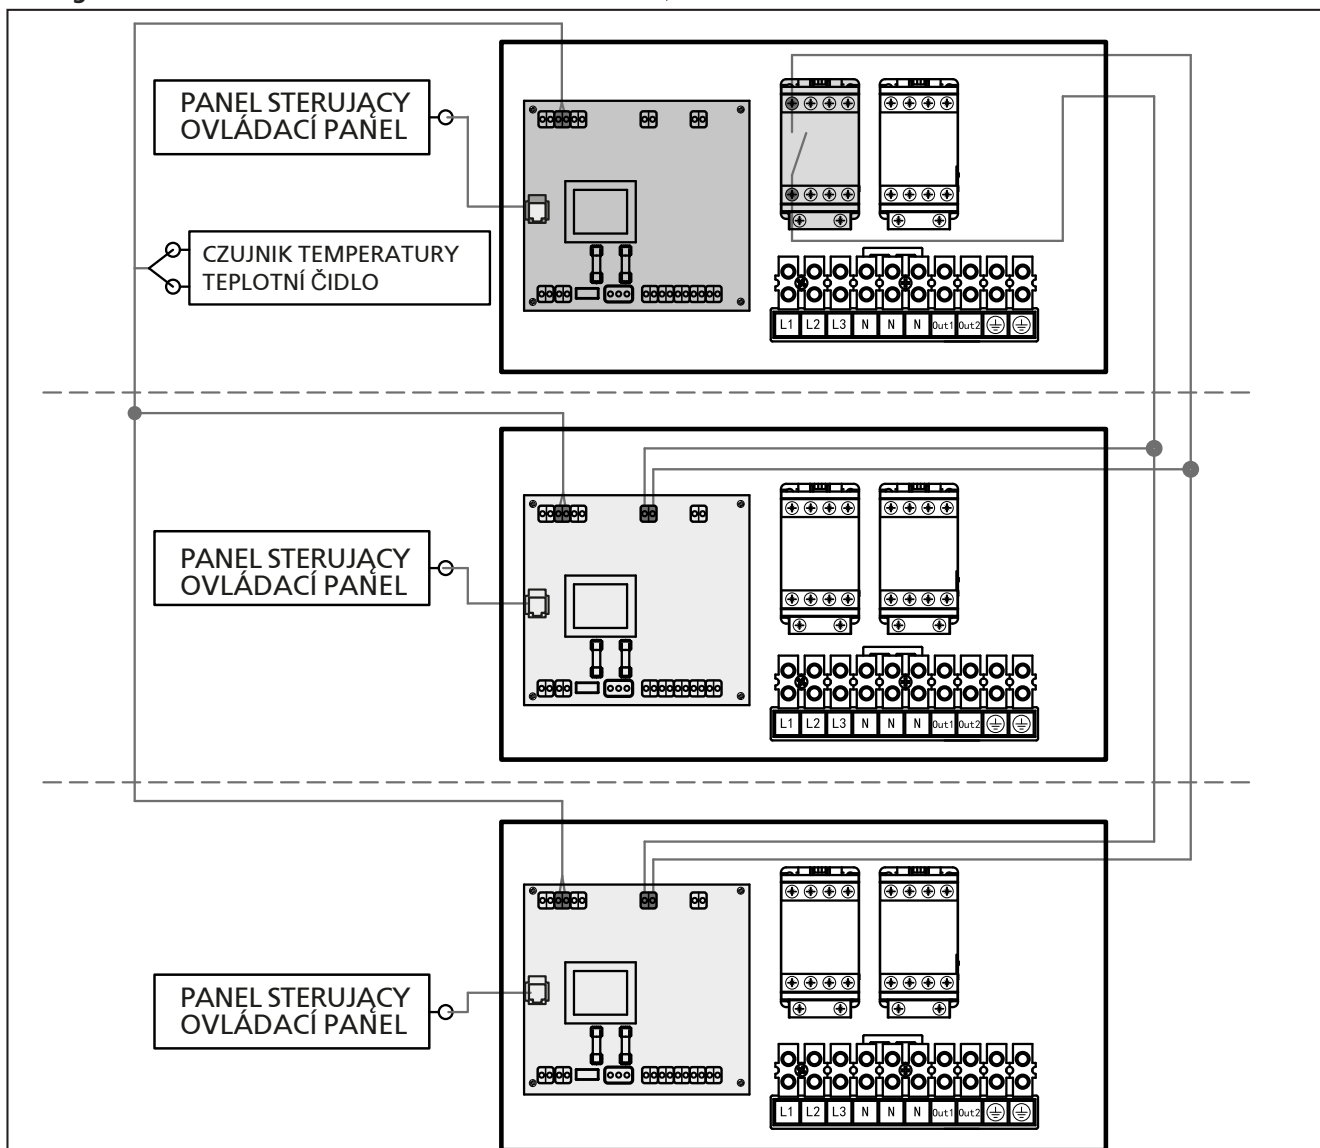 PANEL STERUJĄCY
OVLÁDACÍ PANEL
CZUJNIK TEMPERATURY
TEPLOTNÍ ČIDLO
L1 L2 L3 N N N Out1 Out2
PANEL STERUJĄCY
OVLÁDACÍ PANEL
L1 L2 L3 N N N Out1 Out2
PANEL STERUJĄCY
OVLÁDACÍ PANEL
L1 L2 L3 N N N Out1 Out2